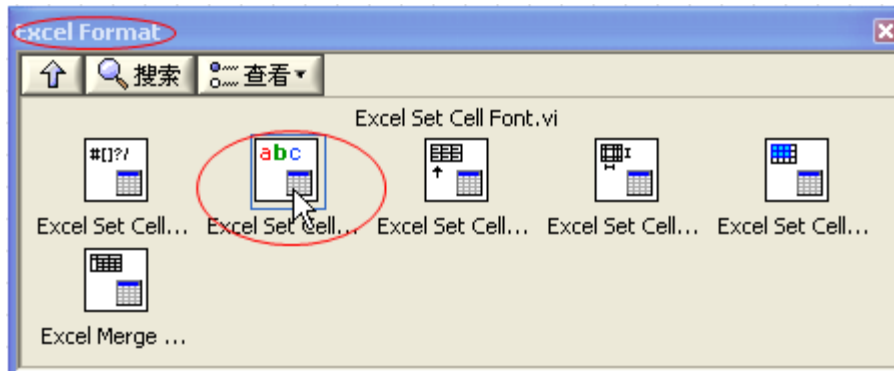 Excel Format
搜索 查看
Excel Set Cell Font.vi
#[]?/ abc
Excel Set Cell... Excel Set Cell... Excel Set Cell... Excel Set Cell... Excel Set Cell...
Excel Merge ...